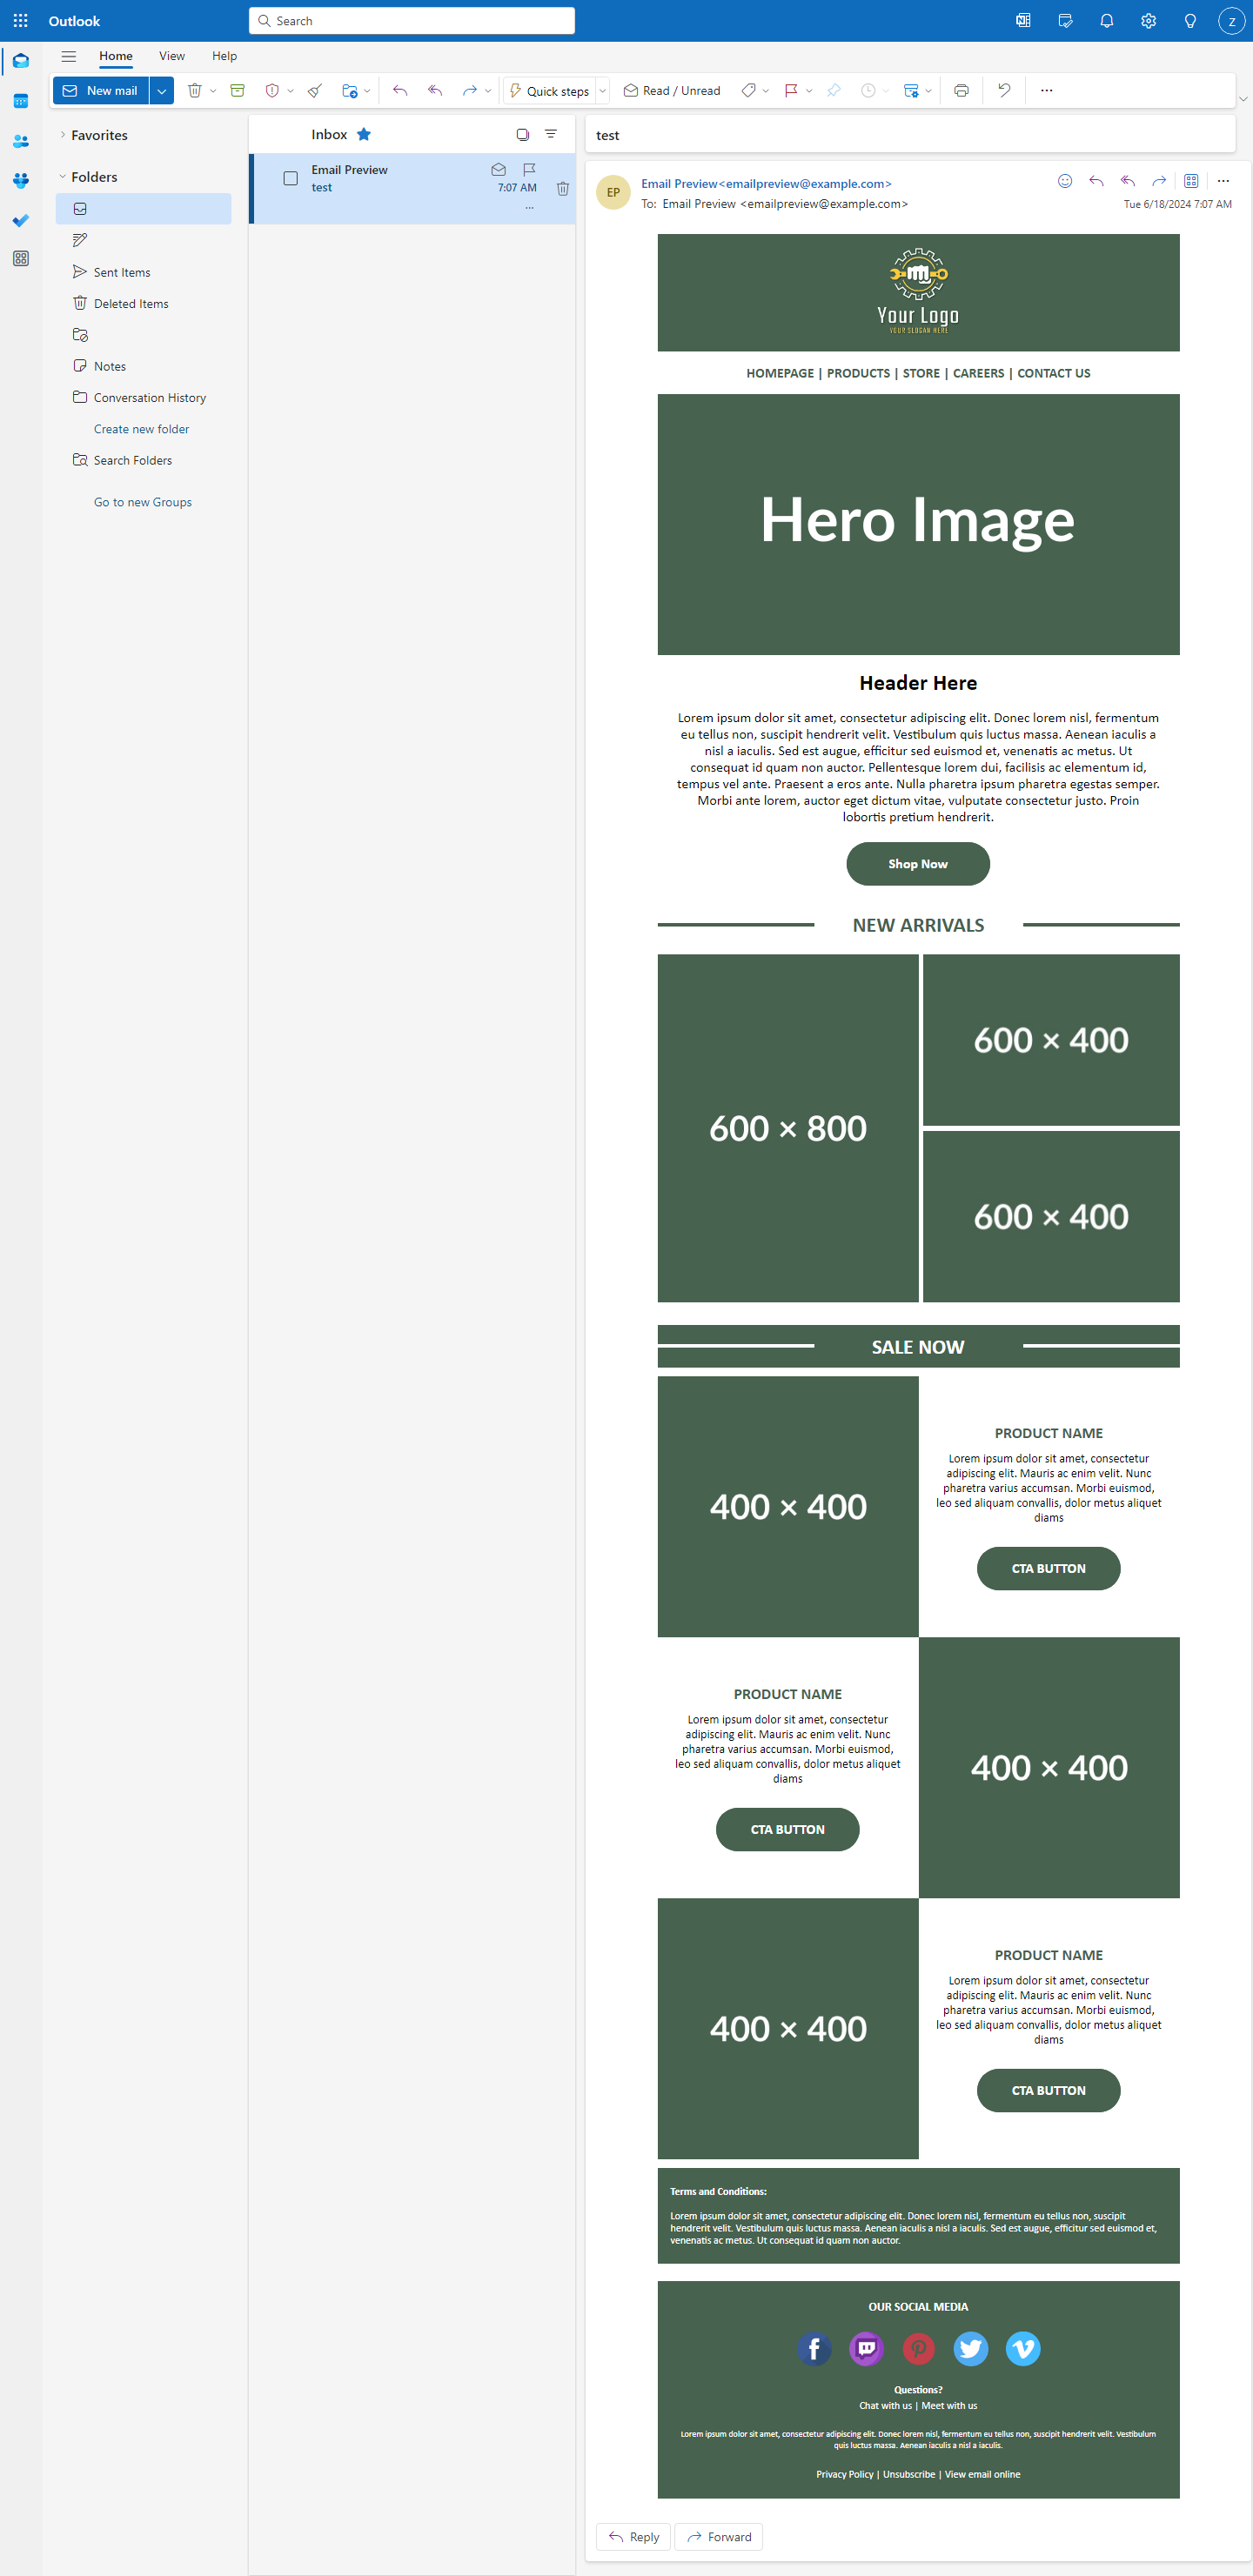 Outlook
Search
Z
Home View Help
New mail
Quick steps
Read / Unread
Favorites
Folders
Sent Items
Deleted Items
Notes
Conversation History
Create new folder
Search Folders
Go to new Groups
Inbox
Email Preview
test
7:07 AM
...
test
EP
Email Preview<emailpreview@example.com>
To: Email Preview <emailpreview@example.com>
Tue 6/18/2024 7:07 AM
Your Logo
YOUR SLOGAN HERE
HOMEPAGE | PRODUCTS | STORE | CAREERS | CONTACT US
Hero Image
Header Here
Lorem ipsum dolor sit amet, consectetur adipiscing elit. Donec lorem nisl, fermentum
eu tellus non, suscipit hendrerit velit. Vestibulum quis luctus massa. Aenean iaculis a
nisl a iaculis. Sed est augue, efficitur sed euismod et, venenatis ac metus. Ut
consequat id quam non auctor. Pellentesque lorem dui, facilisis ac elementum id,
tempus vel ante. Praesent a eros ante. Nulla pharetra ipsum pharetra egestas semper.
Morbi ante lorem, auctor eget dictum vitae, vulputate consectetur justo. Proin
lobortis pretium hendrerit.
Shop Now
NEW ARRIVALS
600 × 800
600 × 400
600 × 400
SALE NOW
400 × 400
PRODUCT NAME
Lorem ipsum dolor sit amet, consectetur
adipiscing elit. Mauris ac enim velit. Nunc
pharetra varius accumsan. Morbi euismod,
leo sed aliquam convallis, dolor metus aliquet
diams
CTA BUTTON
PRODUCT NAME
Lorem ipsum dolor sit amet, consectetur
adipiscing elit. Mauris ac enim velit. Nunc
pharetra varius accumsan. Morbi euismod,
leo sed aliquam convallis, dolor metus aliquet
diams
CTA BUTTON
400 × 400
400 × 400
PRODUCT NAME
Lorem ipsum dolor sit amet, consectetur
adipiscing elit. Mauris ac enim velit. Nunc
pharetra varius accumsan. Morbi euismod,
leo sed aliquam convallis, dolor metus aliquet
diams
CTA BUTTON
Terms and Conditions:
Lorem ipsum dolor sit amet, consectetur adipiscing elit. Donec lorem nisl, fermentum eu tellus non, suscipit
hendrerit velit. Vestibulum quis luctus massa. Aenean iaculis a nisl a iaculis. Sed est augue, efficitur sed euismod et,
venenatis ac metus. Ut consequat id quam non auctor.
OUR SOCIAL MEDIA
Questions?
Chat with us | Meet with us
Lorem ipsum dolor sit amet, consectetur adipiscing elit. Donec lorem nisl, fermentum eu tellus non, suscipit hendrerit velit. Vestibulum
quis luctus massa. Aenean iaculis a nisl a iaculis.
Privacy Policy | Unsubscribe | View email online
Reply
Forward